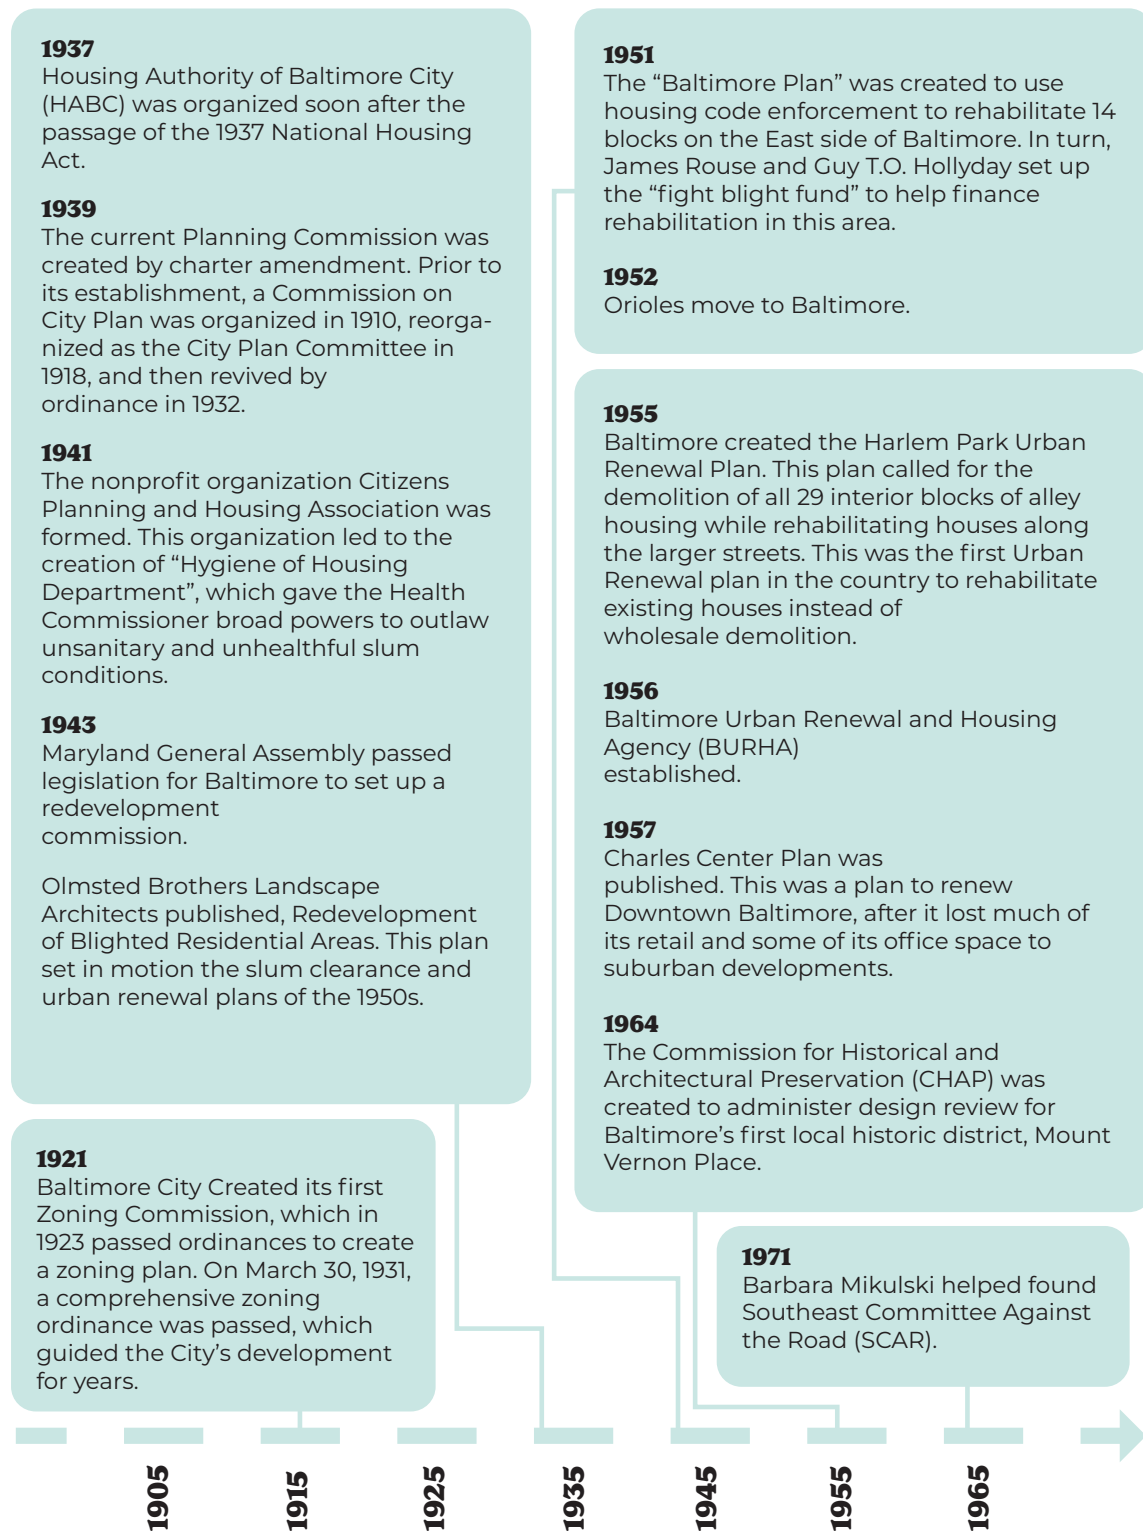 1937
Housing Authority of Baltimore City
(HABC) was organized soon after the
passage of the 1937 National Housing
Act.
1939
The current Planning Commission was
created by charter amendment. Prior to
its establishment, a Commission on
City Plan was organized in 1910, reorga-
nized as the City Plan Committee in
1918, and then revived by
ordinance in 1932.
1941
The nonprofit organization Citizens
Planning and Housing Association was
formed. This organization led to the
creation of “Hygiene of Housing
Department”, which gave the Health
Commissioner broad powers to outlaw
unsanitary and unhealthful slum
conditions.
1943
Maryland General Assembly passed
legislation for Baltimore to set up a
redevelopment
commission.
Olmsted Brothers Landscape
Architects published, Redevelopment
of Blighted Residential Areas. This plan
set in motion the slum clearance and
urban renewal plans of the 1950s.
1921
Baltimore City Created its first
Zoning Commission, which in
1923 passed ordinances to create
a zoning plan. On March 30, 1931,
a comprehensive zoning
ordinance was passed, which
guided the City’s development
for years.
1951
The “Baltimore Plan” was created to use
housing code enforcement to rehabilitate 14
blocks on the East side of Baltimore. In turn,
James Rouse and Guy T.O. Hollyday set up
the “fight blight fund” to help finance
rehabilitation in this area.
1952
Orioles move to Baltimore.
1955
Baltimore created the Harlem Park Urban
Renewal Plan. This plan called for the
demolition of all 29 interior blocks of alley
housing while rehabilitating houses along
the larger streets. This was the first Urban
Renewal plan in the country to rehabilitate
existing houses instead of
wholesale demolition.
1956
Baltimore Urban Renewal and Housing
Agency (BURHA)
established.
1957
Charles Center Plan was
published. This was a plan to renew
Downtown Baltimore, after it lost much of
its retail and some of its office space to
suburban developments.
1964
The Commission for Historical and
Architectural Preservation (CHAP) was
created to administer design review for
Baltimore’s first local historic district, Mount
Vernon Place.
1971
Barbara Mikulski helped found
Southeast Committee Against
the Road (SCAR).
1905
1915
1925
1935
1945
1955
1965